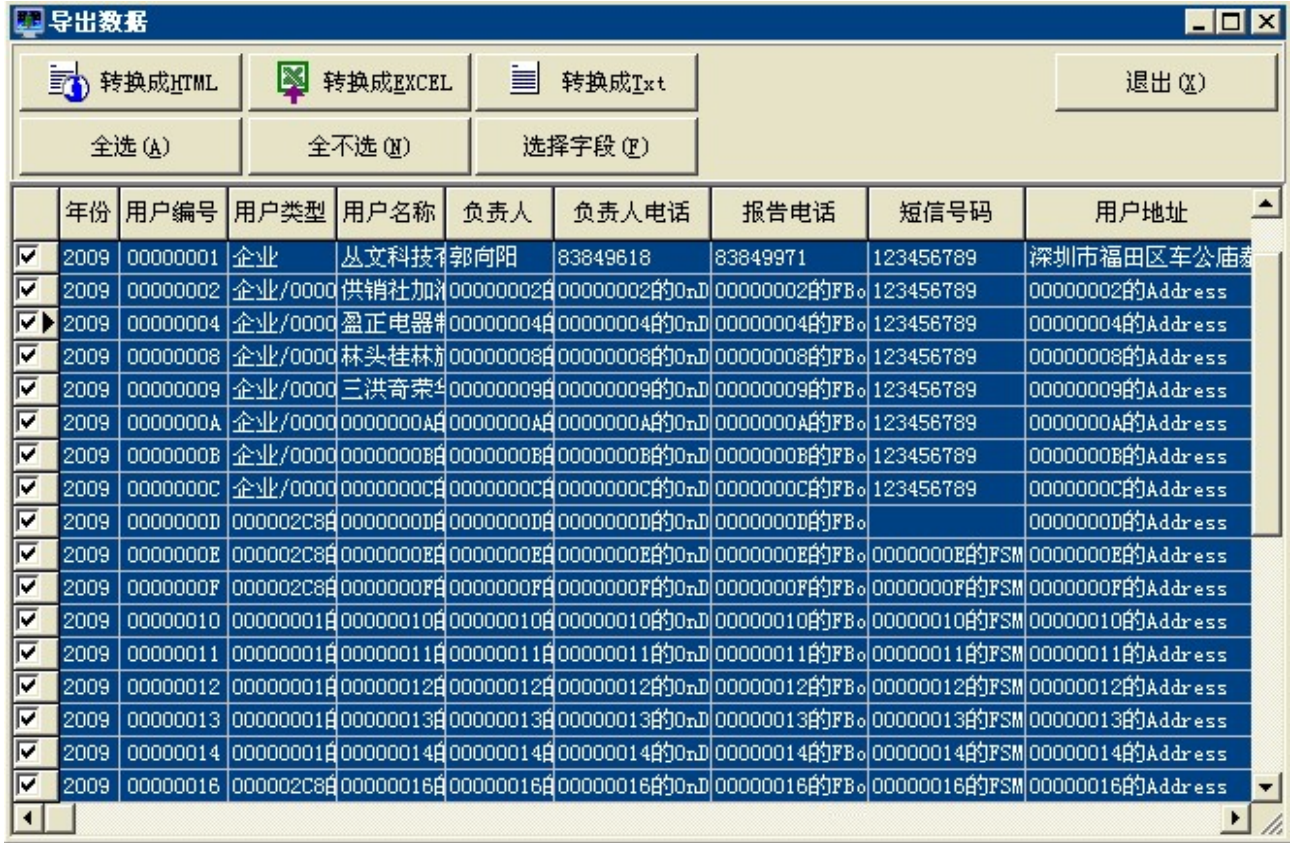 导出数据
转换成HTML 转换成EXCEL 转换成Txt 退出(X)
全选(A) 全不选(N) 选择字段(F)
年份 用户编号 用户类型 用户名称 负责人 负责人电话 报告电话 短信号码 用户地址
2009 00000001 企业 丛文科技 郭向阳 83849618 83849971 123456789 深圳市福田区车公庙
2009 00000002 企业/0000 供销社加 00000002的 00000002的OnD 00000002的FBo 123456789 00000002的Address
2009 00000004 企业/0000 盈正电器 00000004的 00000004的OnD 00000004的FBo 123456789 00000004的Address
2009 00000008 企业/0000 林头桂林 00000008的 00000008的OnD 00000008的FBo 123456789 00000008的Address
2009 00000009 企业/0000 三洪奇荣 00000009的 00000009的OnD 00000009的FBo 123456789 00000009的Address
2009 0000000A 企业/0000 0000000A的 0000000A的 0000000A的OnD 0000000A的FBo 123456789 0000000A的Address
2009 0000000B 企业/0000 0000000B的 0000000B的 0000000B的OnD 0000000B的FBo 123456789 0000000B的Address
2009 0000000C 企业/0000 0000000C的 0000000C的 0000000C的OnD 0000000C的FBo 123456789 0000000C的Address
2009 0000000D 000002C8的 0000000D的 0000000D的 0000000D的OnD 0000000D的FBo 0000000D的Address
2009 0000000E 000002C8的 0000000E的 0000000E的 0000000E的OnD 0000000E的FBo 0000000E的FSM 0000000E的Address
2009 0000000F 000002C8的 0000000F的 0000000F的 0000000F的OnD 0000000F的FBo 0000000F的FSM 0000000F的Address
2009 00000010 00000001的 00000010的 00000010的 00000010的OnD 00000010的FBo 00000010的FSM 00000010的Address
2009 00000011 00000001的 00000011的 00000011的 00000011的OnD 00000011的FBo 00000011的FSM 00000011的Address
2009 00000012 00000001的 00000012的 00000012的 00000012的OnD 00000012的FBo 00000012的FSM 00000012的Address
2009 00000013 00000001的 00000013的 00000013的 00000013的OnD 00000013的FBo 00000013的FSM 00000013的Address
2009 00000014 00000001的 00000014的 00000014的 00000014的OnD 00000014的FBo 00000014的FSM 00000014的Address
2009 00000016 000002C8的 00000016的 00000016的 00000016的OnD 00000016的FBo 00000016的FSM 00000016的Address